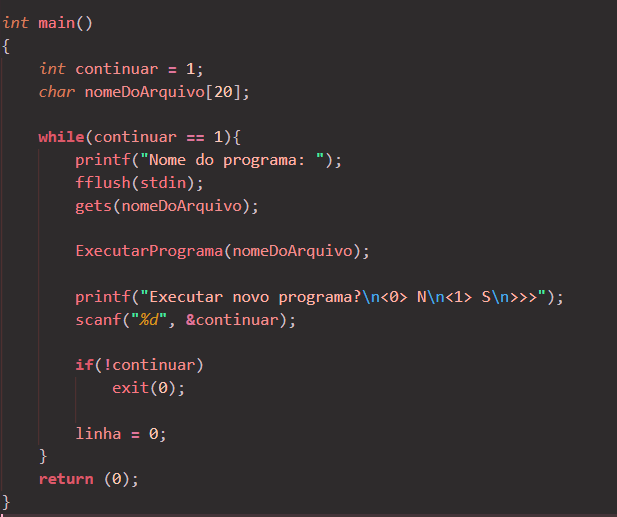 int main()
{
    int continuar = 1;
    char nomeDoArquivo[20];

    while(continuar == 1){
        printf("Nome do programa: ");
        fflush(stdin);
        gets(nomeDoArquivo);

        ExecutarPrograma(nomeDoArquivo);

        printf("Executar novo programa?\n<0> N\n<1> S\n>>>");
        scanf("%d", &continuar);

        if(!continuar)
            exit(0);

        linha = 0;
    }
    return (0);
}